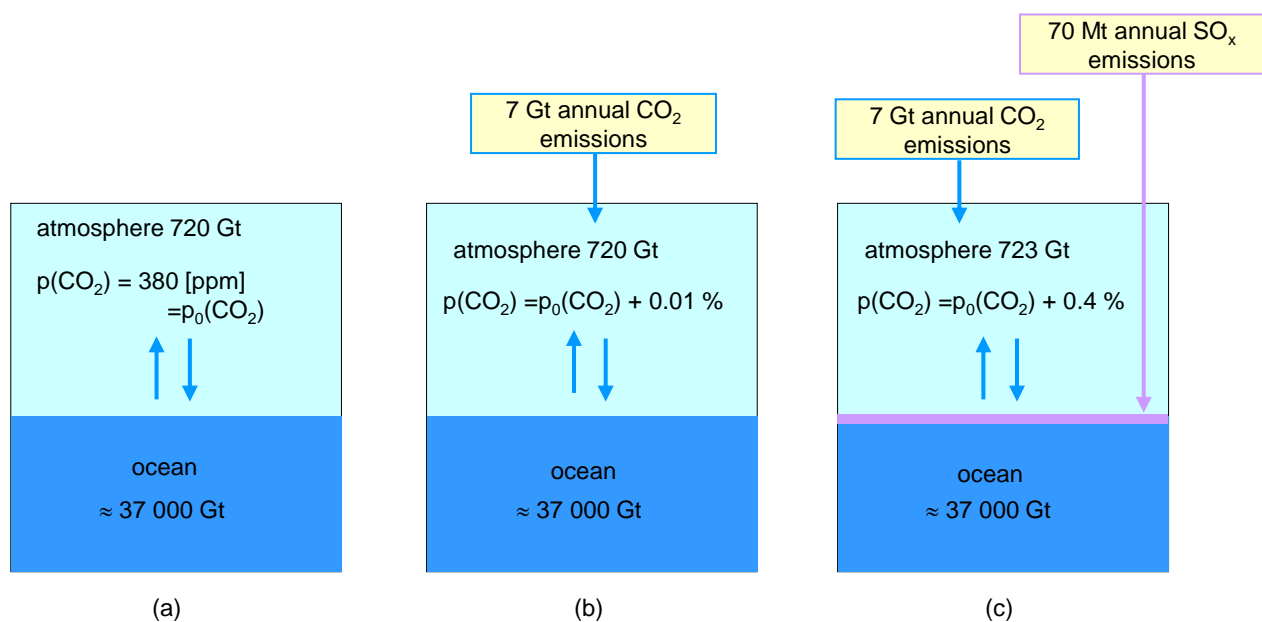 70 Mt annual SOₓ
emissions
7 Gt annual CO₂
emissions
7 Gt annual CO₂
emissions
atmosphere 720 Gt
p(CO₂) = 380 [ppm]
=p₀(CO₂)
atmosphere 720 Gt
p(CO₂) =p₀(CO₂) + 0.01 %
atmosphere 723 Gt
p(CO₂) =p₀(CO₂) + 0.4 %
ocean
≈ 37 000 Gt
ocean
≈ 37 000 Gt
ocean
≈ 37 000 Gt
(a)
(b)
(c)